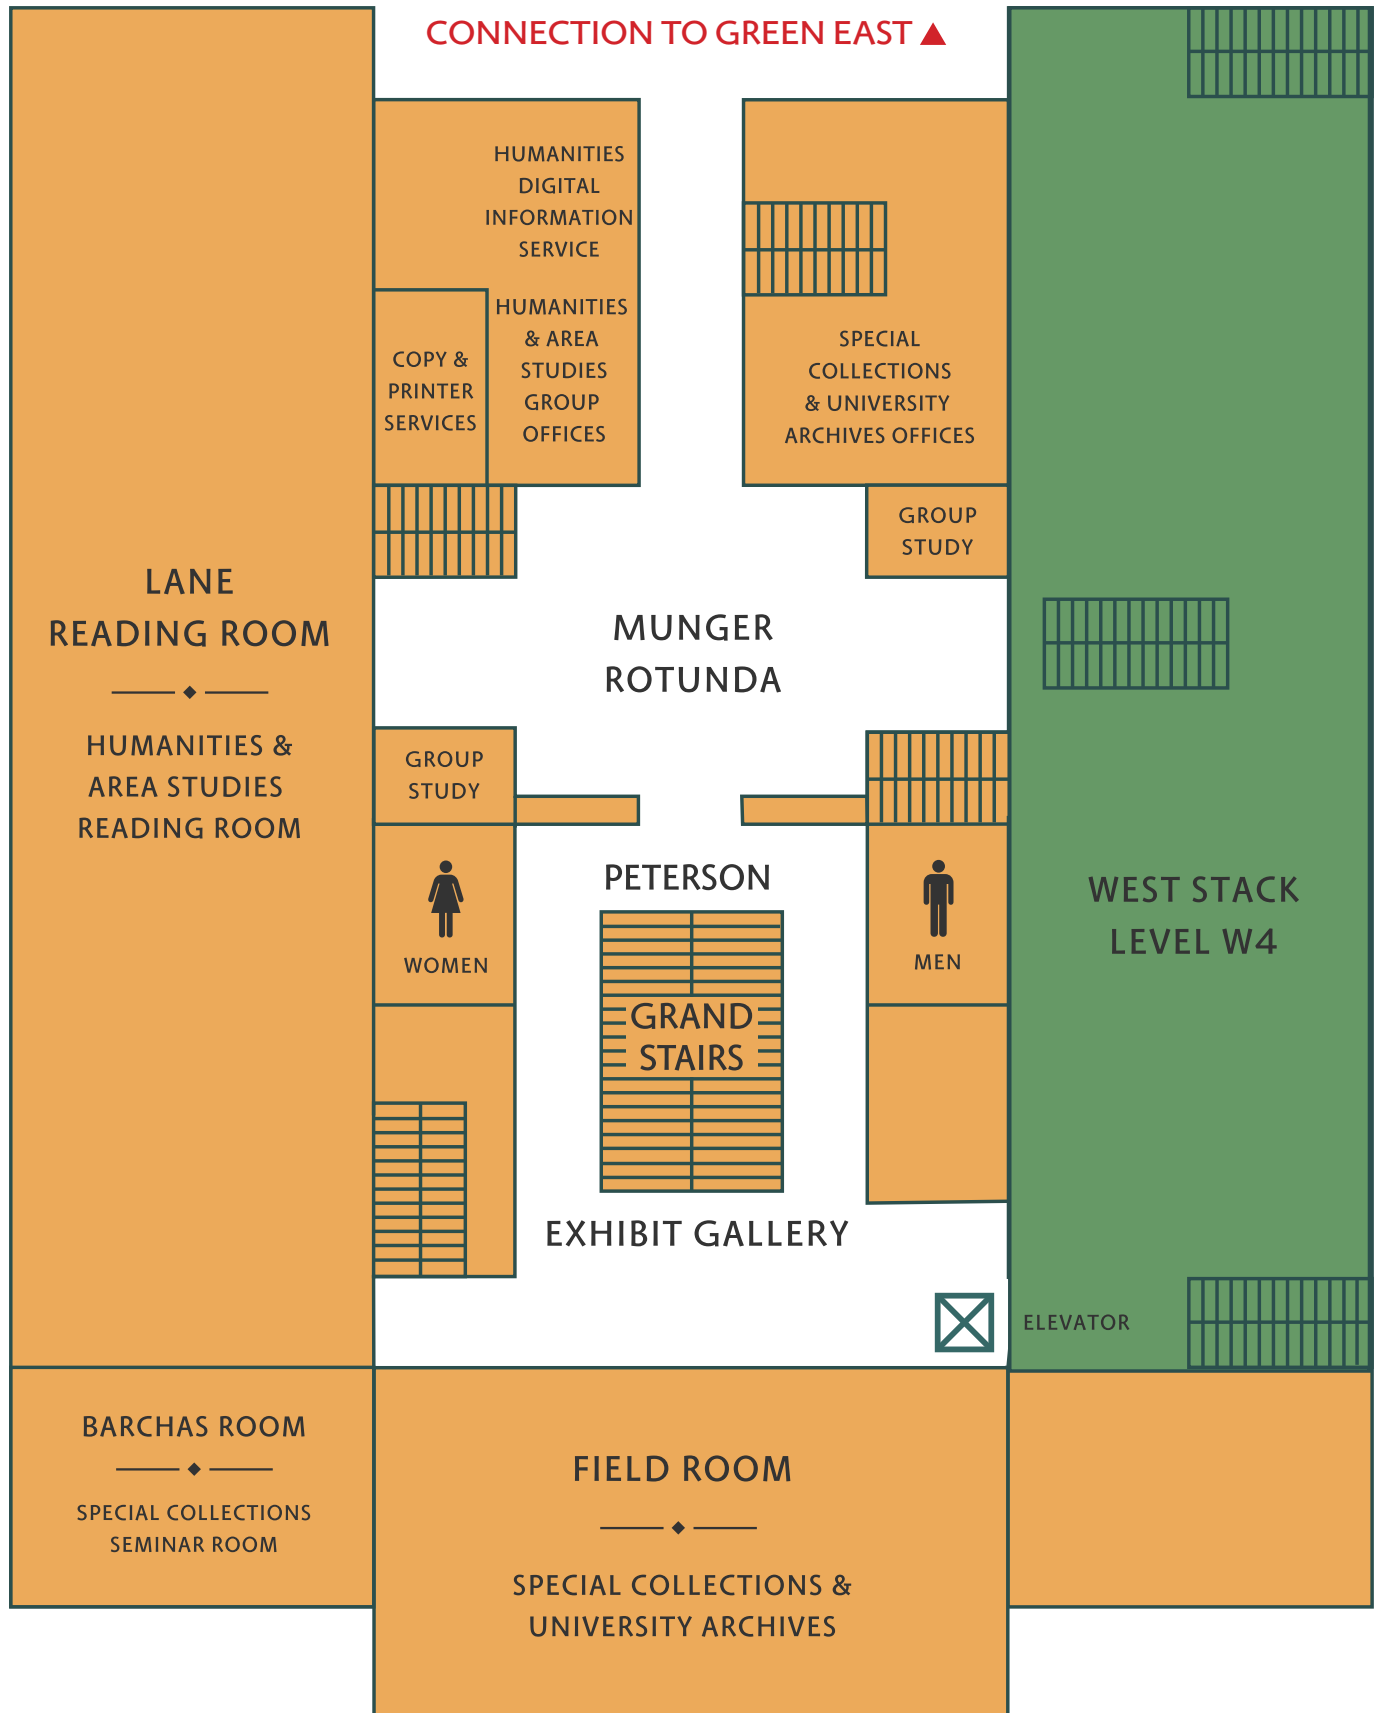 CONNECTION TO GREEN EAST
HUMANITIES
DIGITAL
INFORMATION
SERVICE
HUMANITIES
& AREA
STUDIES
GROUP
OFFICES
COPY &
PRINTER
SERVICES
SPECIAL
COLLECTIONS
& UNIVERSITY
ARCHIVES OFFICES
GROUP
STUDY
LANE
READING ROOM
HUMANITIES &
AREA STUDIES
READING ROOM
MUNGER
ROTUNDA
GROUP
STUDY
WOMEN
PETERSON
GRAND
STAIRS
EXHIBIT GALLERY
MEN
WEST STACK
LEVEL W4
ELEVATOR
BARCHAS ROOM
SPECIAL COLLECTIONS
SEMINAR ROOM
FIELD ROOM
SPECIAL COLLECTIONS &
UNIVERSITY ARCHIVES